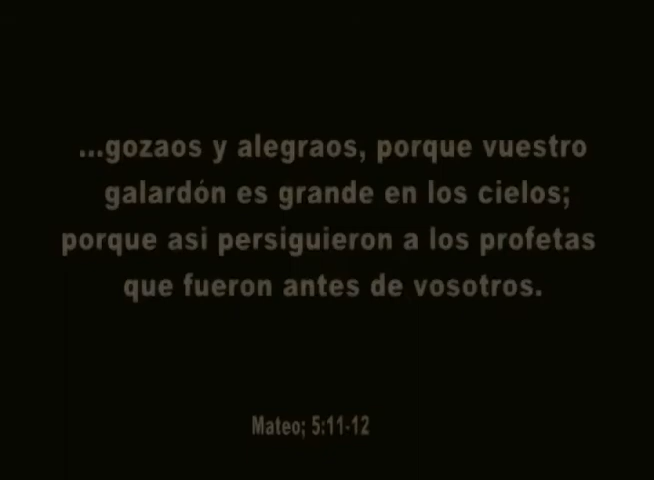 ...gozaos y alegraos, porque vuestro
galardón es grande en los cielos;
porque asi persiguieron a los profetas
que fueron antes de vosotros.
Mateo; 5:11-12